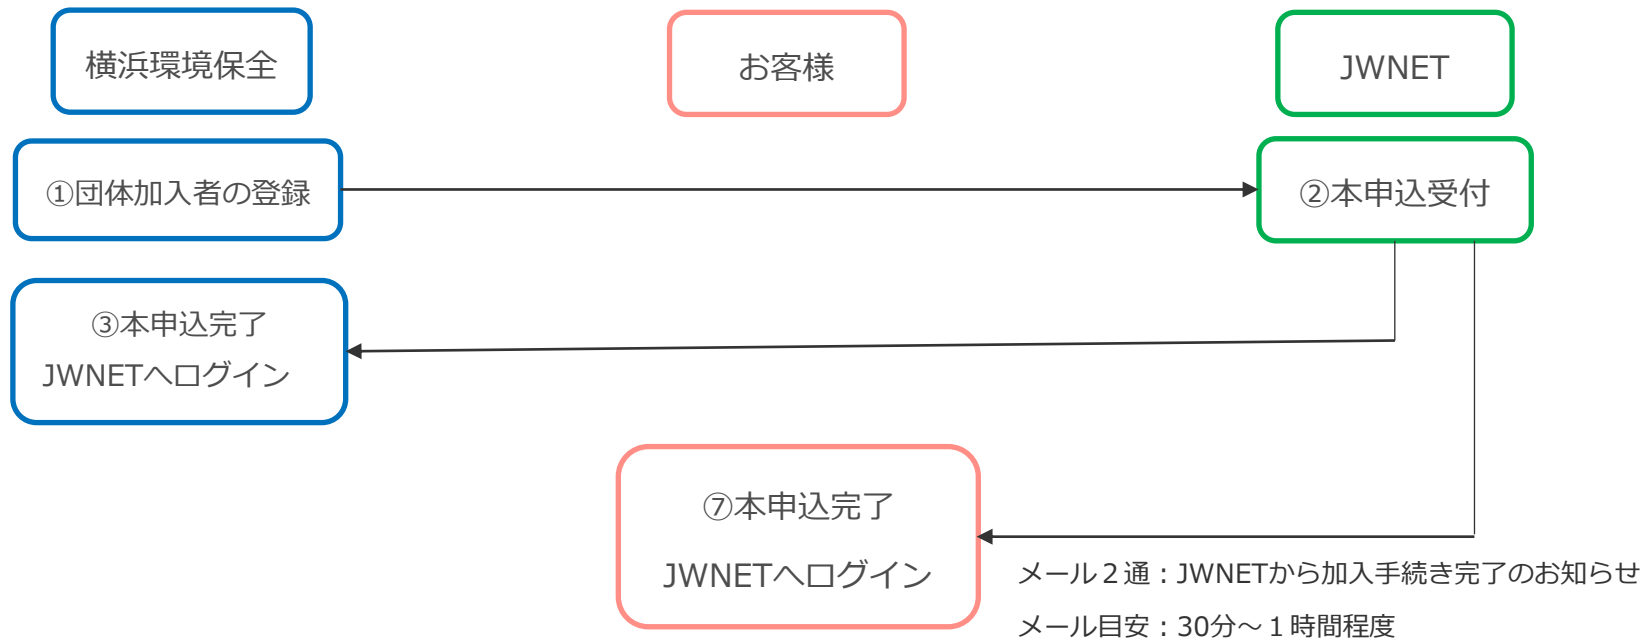 横浜環境保全
お客様
JWNET
①団体加入者の登録
②本申込受付
③本申込完了
JWNETへログイン
⑦本申込完了
JWNETへログイン
メール２通：JWNETから加入手続き完了のお知らせ
メール目安：30分～１時間程度